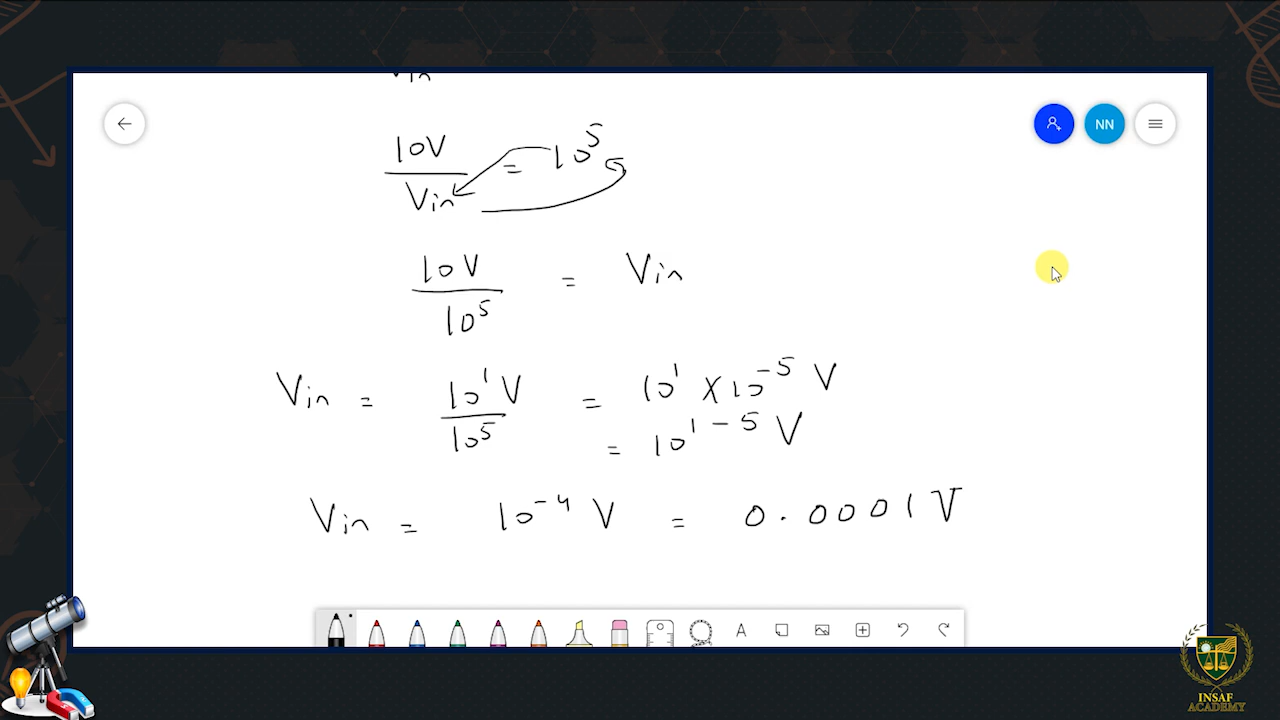 Vin
10V / Vin = 10^5
10V / 10^5 = Vin
Vin = 10^1 V / 10^5 = 10^1 × 10^-5 V
= 10^1-5 V
Vin = 10^-4 V = 0.0001 V
NN
A
INSAF
ACADEMY